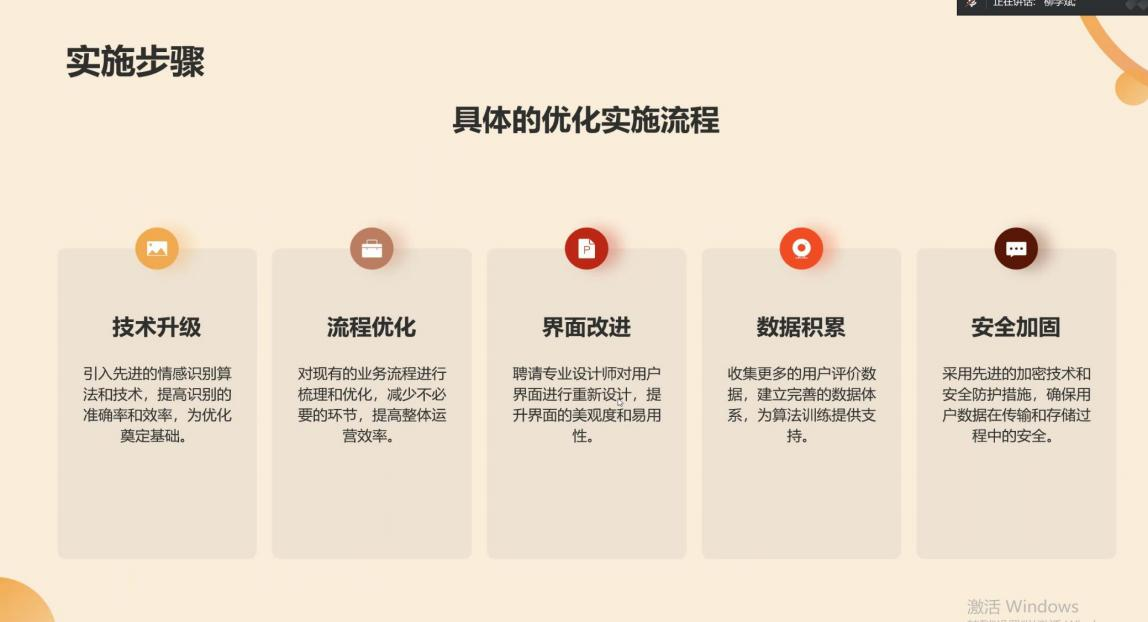 正在讲话:
实施步骤
具体的优化实施流程
P
技术升级
引入先进的情感识别算
法和技术，提高识别的
准确率和效率，为优化
奠定基础。
流程优化
对现有的业务流程进行
梳理和优化，减少不必
要的环节，提高整体运
营效率。
界面改进
聘请专业设计师对用户
界面进行重新设计，提
升界面的美观度和易用
性。
数据积累
收集更多的用户评价数
据，建立完善的数据体
系，为算法训练提供支
持。
安全加固
采用先进的加密技术和
安全防护措施，确保用
户数据在传输和存储过
程中的安全。
激活 Windows